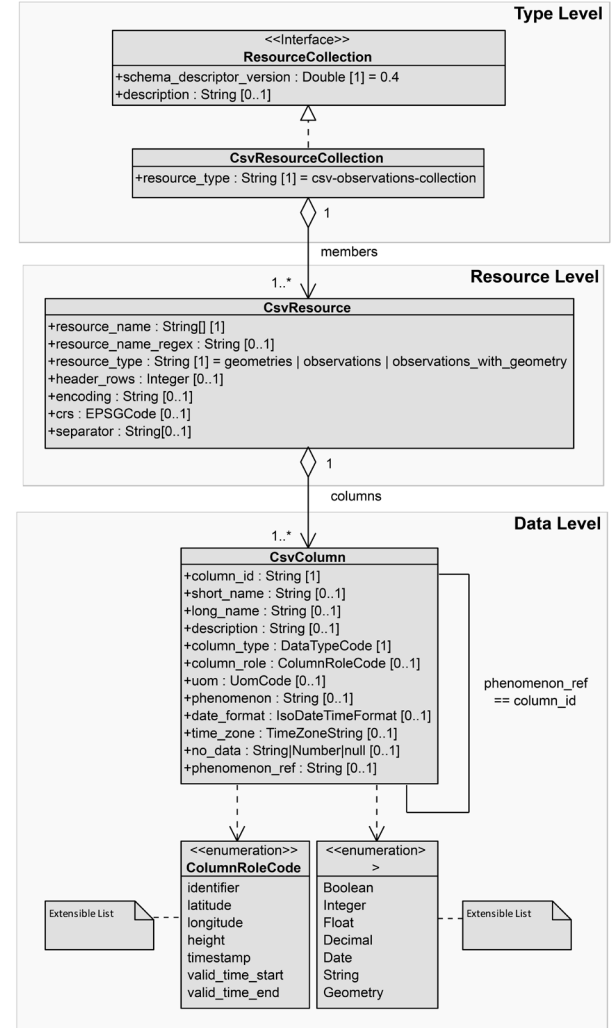 Type Level
<<Interface>>
ResourceCollection
+schema_descriptor_version : Double [1] = 0.4
+description : String [0..1]
CsvResourceCollection
+resource_type : String [1] = csv-observations-collection
1
members
1..*
Resource Level
CsvResource
+resource_name : String[] [1]
+resource_name_regex : String [0..1]
+resource_type : String [1] = geometries | observations | observations_with_geometry
+header_rows : Integer [0..1]
+encoding : String [0..1]
+crs : EPSGCode [0..1]
+separator : String[0..1]
1
columns
1..*
Data Level
CsvColumn
+column_id : String [1]
+short_name : String [0..1]
+long_name : String [0..1]
+description : String [0..1]
+column_type : DataTypeCode [1]
+column_role : ColumnRoleCode [0..1]
+uom : UomCode [0..1]
+phenomenon : String [0..1]
+date_format : IsoDateTimeFormat [0..1]
+time_zone : TimeZoneString [0..1]
+no_data : String|Number|null [0..1]
+phenomenon_ref : String [0..1]
phenomenon_ref
== column_id
<<enumeration>>
ColumnRoleCode
identifier
latitude
longitude
height
timestamp
valid_time_start
valid_time_end
<<enumeration>
>
Boolean
Integer
Float
Decimal
Date
String
Geometry
Extensible List
Extensible List